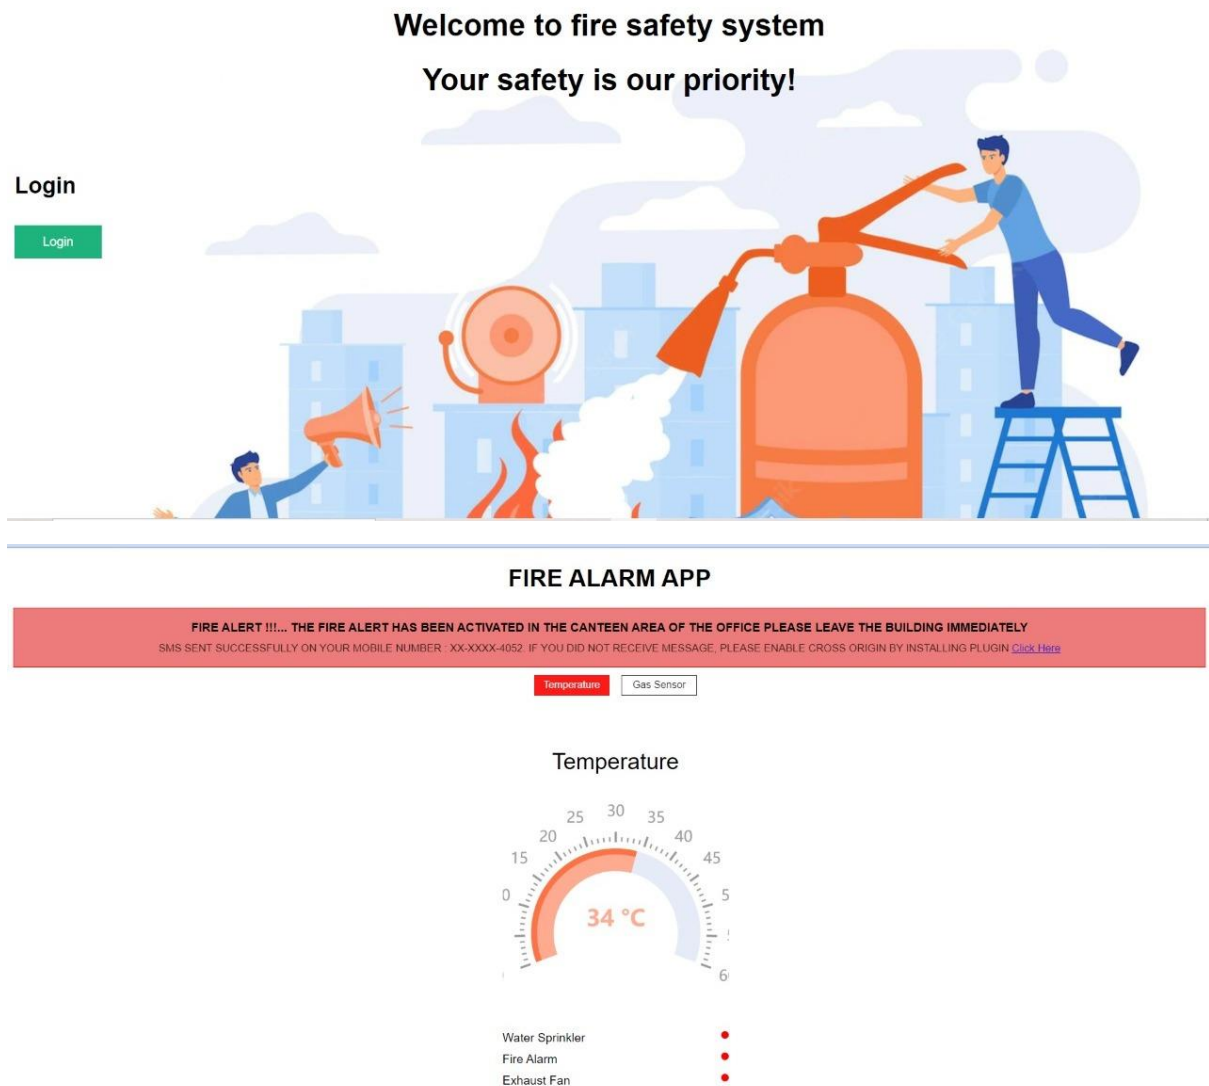 Welcome to fire safety system
Your safety is our priority!
Login
Login
FIRE ALARM APP
FIRE ALERT !!!... THE FIRE ALERT HAS BEEN ACTIVATED IN THE CANTEEN AREA OF THE OFFICE PLEASE LEAVE THE BUILDING IMMEDIATELY
SMS SENT SUCCESSFULLY ON YOUR MOBILE NUMBER : XX-XXXX-4052. IF YOU DID NOT RECEIVE MESSAGE, PLEASE ENABLE CROSS ORIGIN BY INSTALLING PLUGIN Click Here
Temperature Gas Sensor
Temperature
25 30 35
20 40
15 45
0 5
34 °C
6
Water Sprinkler
Fire Alarm
Exhaust Fan